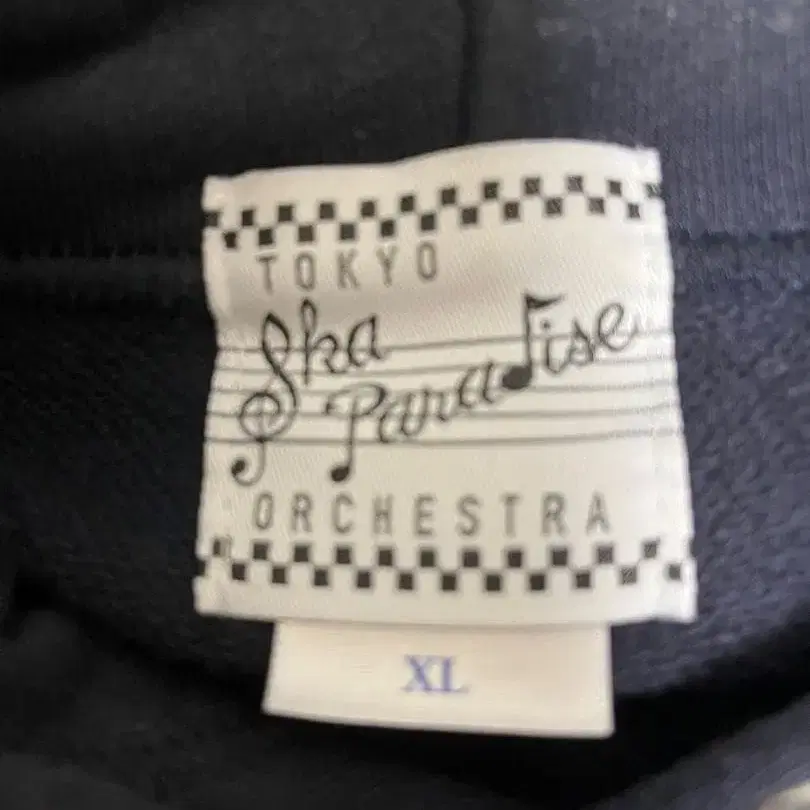 TOKYO
Ska
Paradise
ORCHESTRA
XL